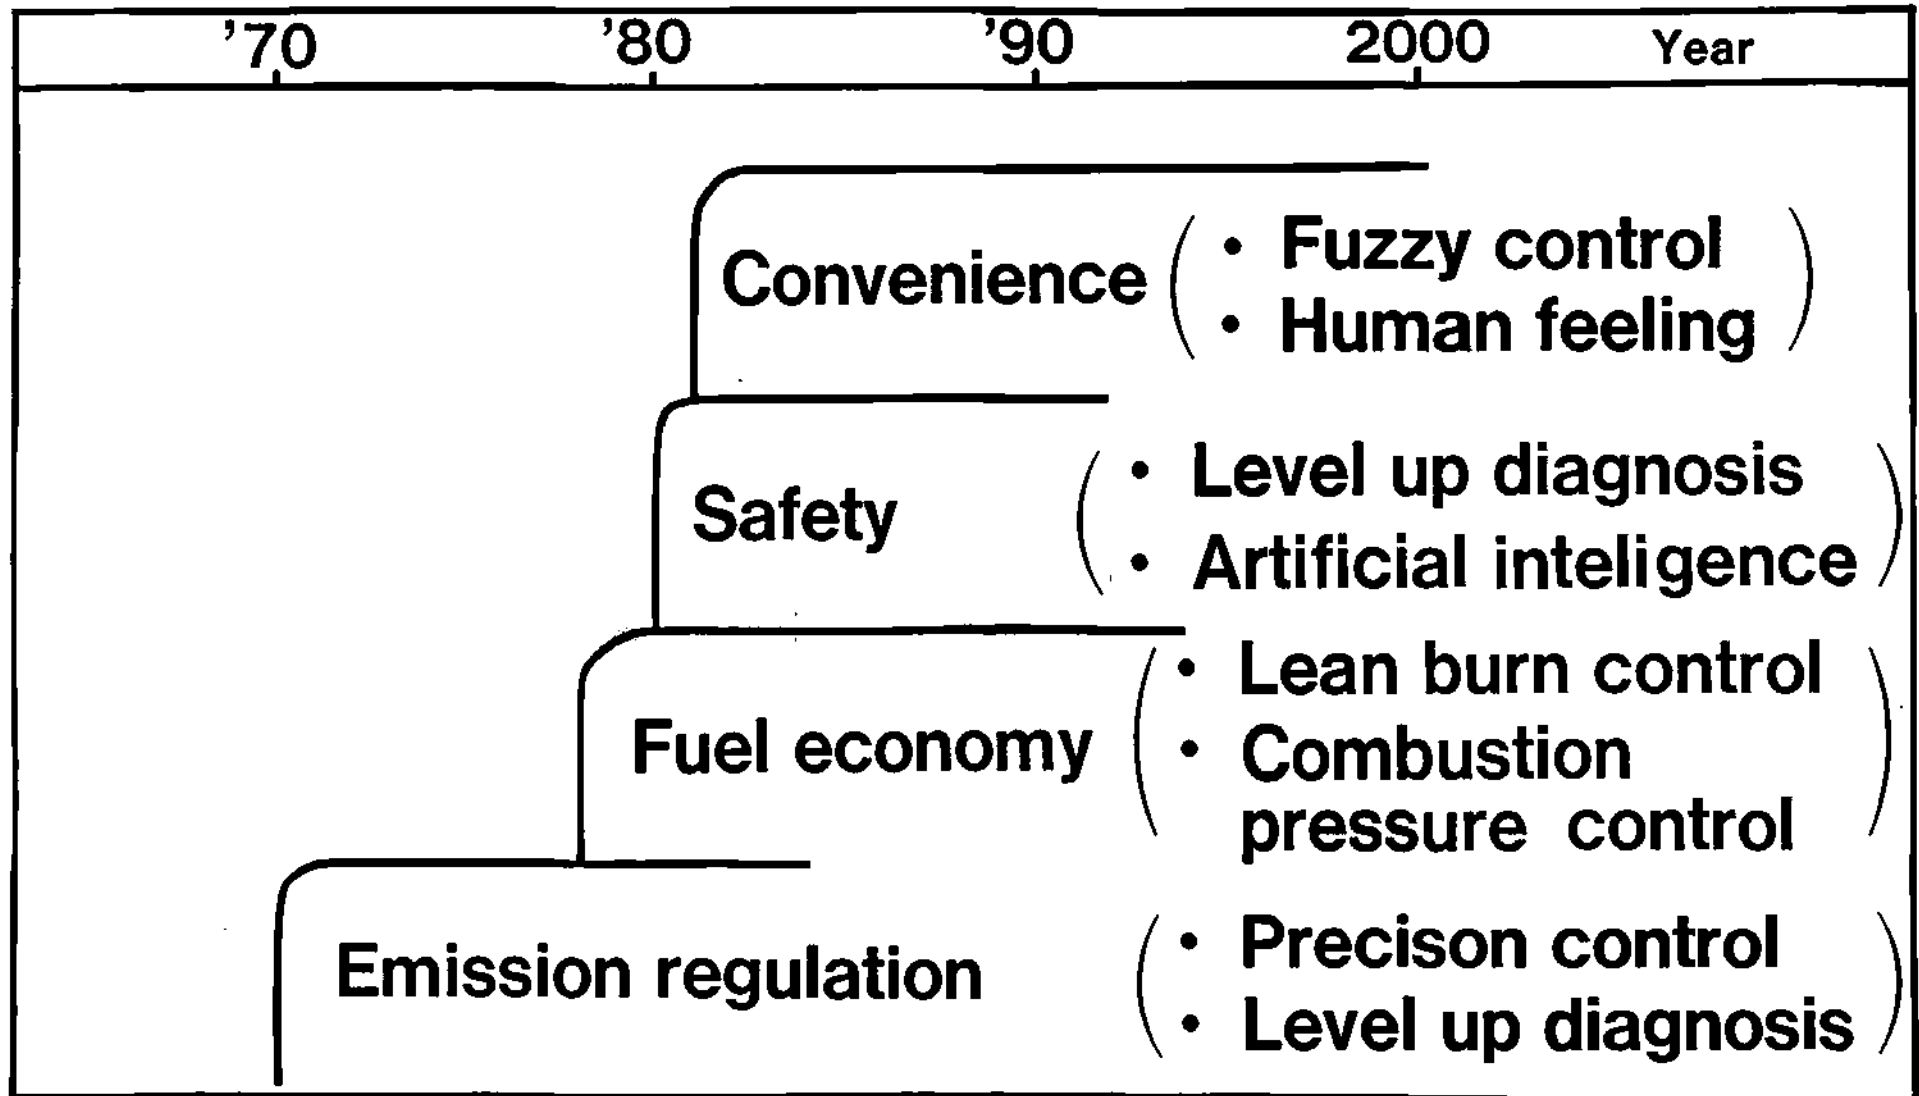 '70 '80 '90 2000 Year
Convenience
• Fuzzy control
• Human feeling
Safety
• Level up diagnosis
• Artificial inteligence
Fuel economy
• Lean burn control
• Combustion
pressure control
Emission regulation
• Precison control
• Level up diagnosis